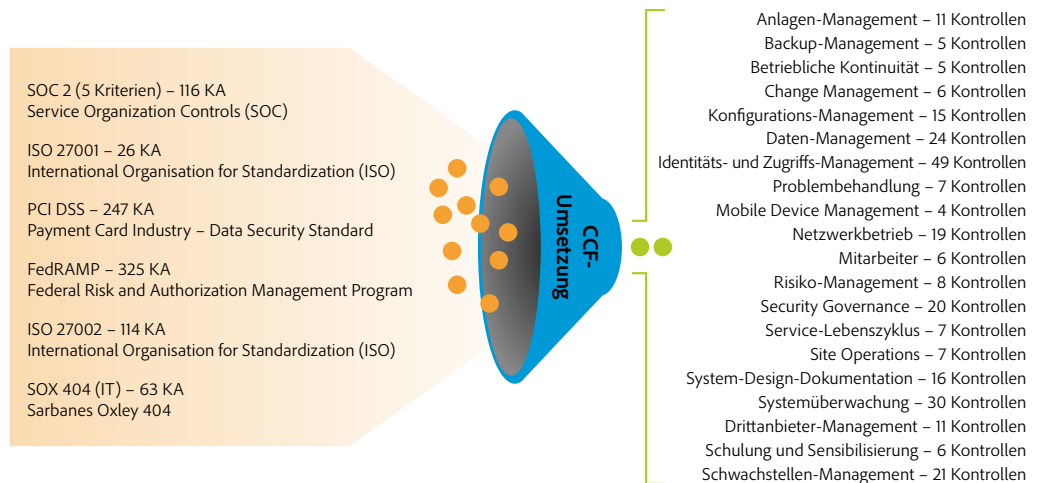 SOC 2 (5 Kriterien) – 116 KA
Service Organization Controls (SOC)
ISO 27001 – 26 KA
International Organisation for Standardization (ISO)
PCI DSS – 247 KA
Payment Card Industry – Data Security Standard
FedRAMP – 325 KA
Federal Risk and Authorization Management Program
ISO 27002 – 114 KA
International Organisation for Standardization (ISO)
SOX 404 (IT) – 63 KA
Sarbanes Oxley 404
CCF-
Umsetzung
Anlagen-Management – 11 Kontrollen
Backup-Management – 5 Kontrollen
Betriebliche Kontinuität – 5 Kontrollen
Change Management – 6 Kontrollen
Konfigurations-Management – 15 Kontrollen
Daten-Management – 24 Kontrollen
Identitäts- und Zugriffs-Management – 49 Kontrollen
Problembehandlung – 7 Kontrollen
Mobile Device Management – 4 Kontrollen
Netzwerkbetrieb – 19 Kontrollen
Mitarbeiter – 6 Kontrollen
Risiko-Management – 8 Kontrollen
Security Governance – 20 Kontrollen
Service-Lebenszyklus – 7 Kontrollen
Site Operations – 7 Kontrollen
System-Design-Dokumentation – 16 Kontrollen
Systemüberwachung – 30 Kontrollen
Drittanbieter-Management – 11 Kontrollen
Schulung und Sensibilisierung – 6 Kontrollen
Schwachstellen-Management – 21 Kontrollen